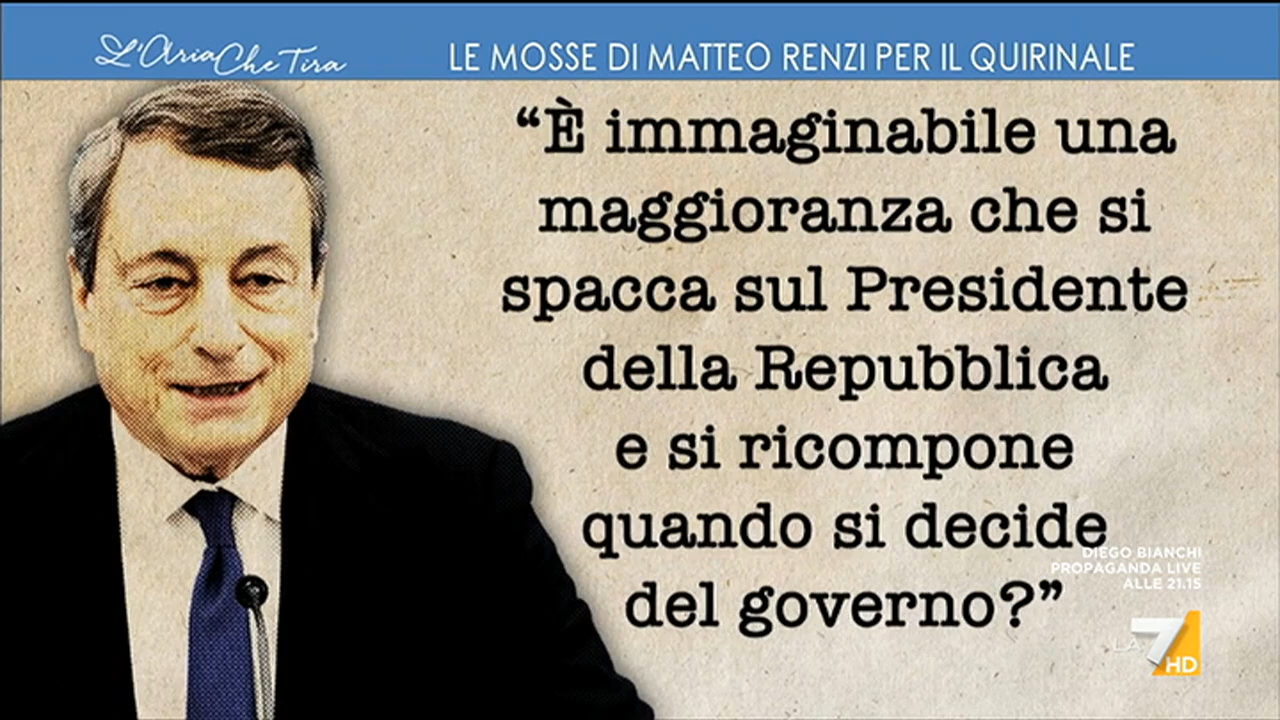 L'Aria Che Tira
LE MOSSE DI MATTEO RENZI PER IL QUIRINALE
“È immaginabile una
maggioranza che si
spacca sul Presidente
della Repubblica
e si ricompone
quando si decide
del governo?”
DIEGO BIANCHI
PROPAGANDA LIVE
ALLE 21.15
LA7
HD